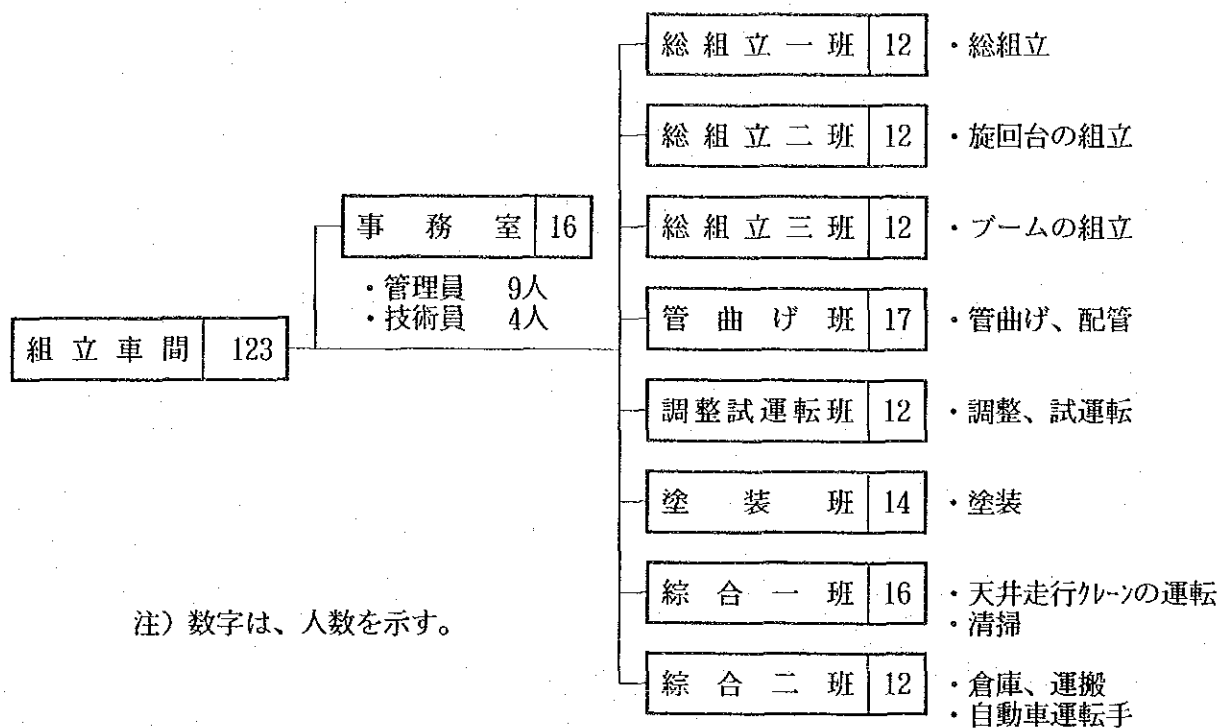 総組立一班 12 ・総組立
総組立二班 12 ・旋回台の組立
事務室 16
総組立三班 12 ・ブームの組立
・管理員 9人
・技術員 4人
管曲げ班 17 ・管曲げ、配管
組立車間 123
調整試運転班 12 ・調整、試運転
塗装班 14 ・塗装
綜合一班 16 ・天井走行クレーンの運転
・清掃
注）数字は、人数を示す。
綜合二班 12 ・倉庫、運搬
・自動車運転手